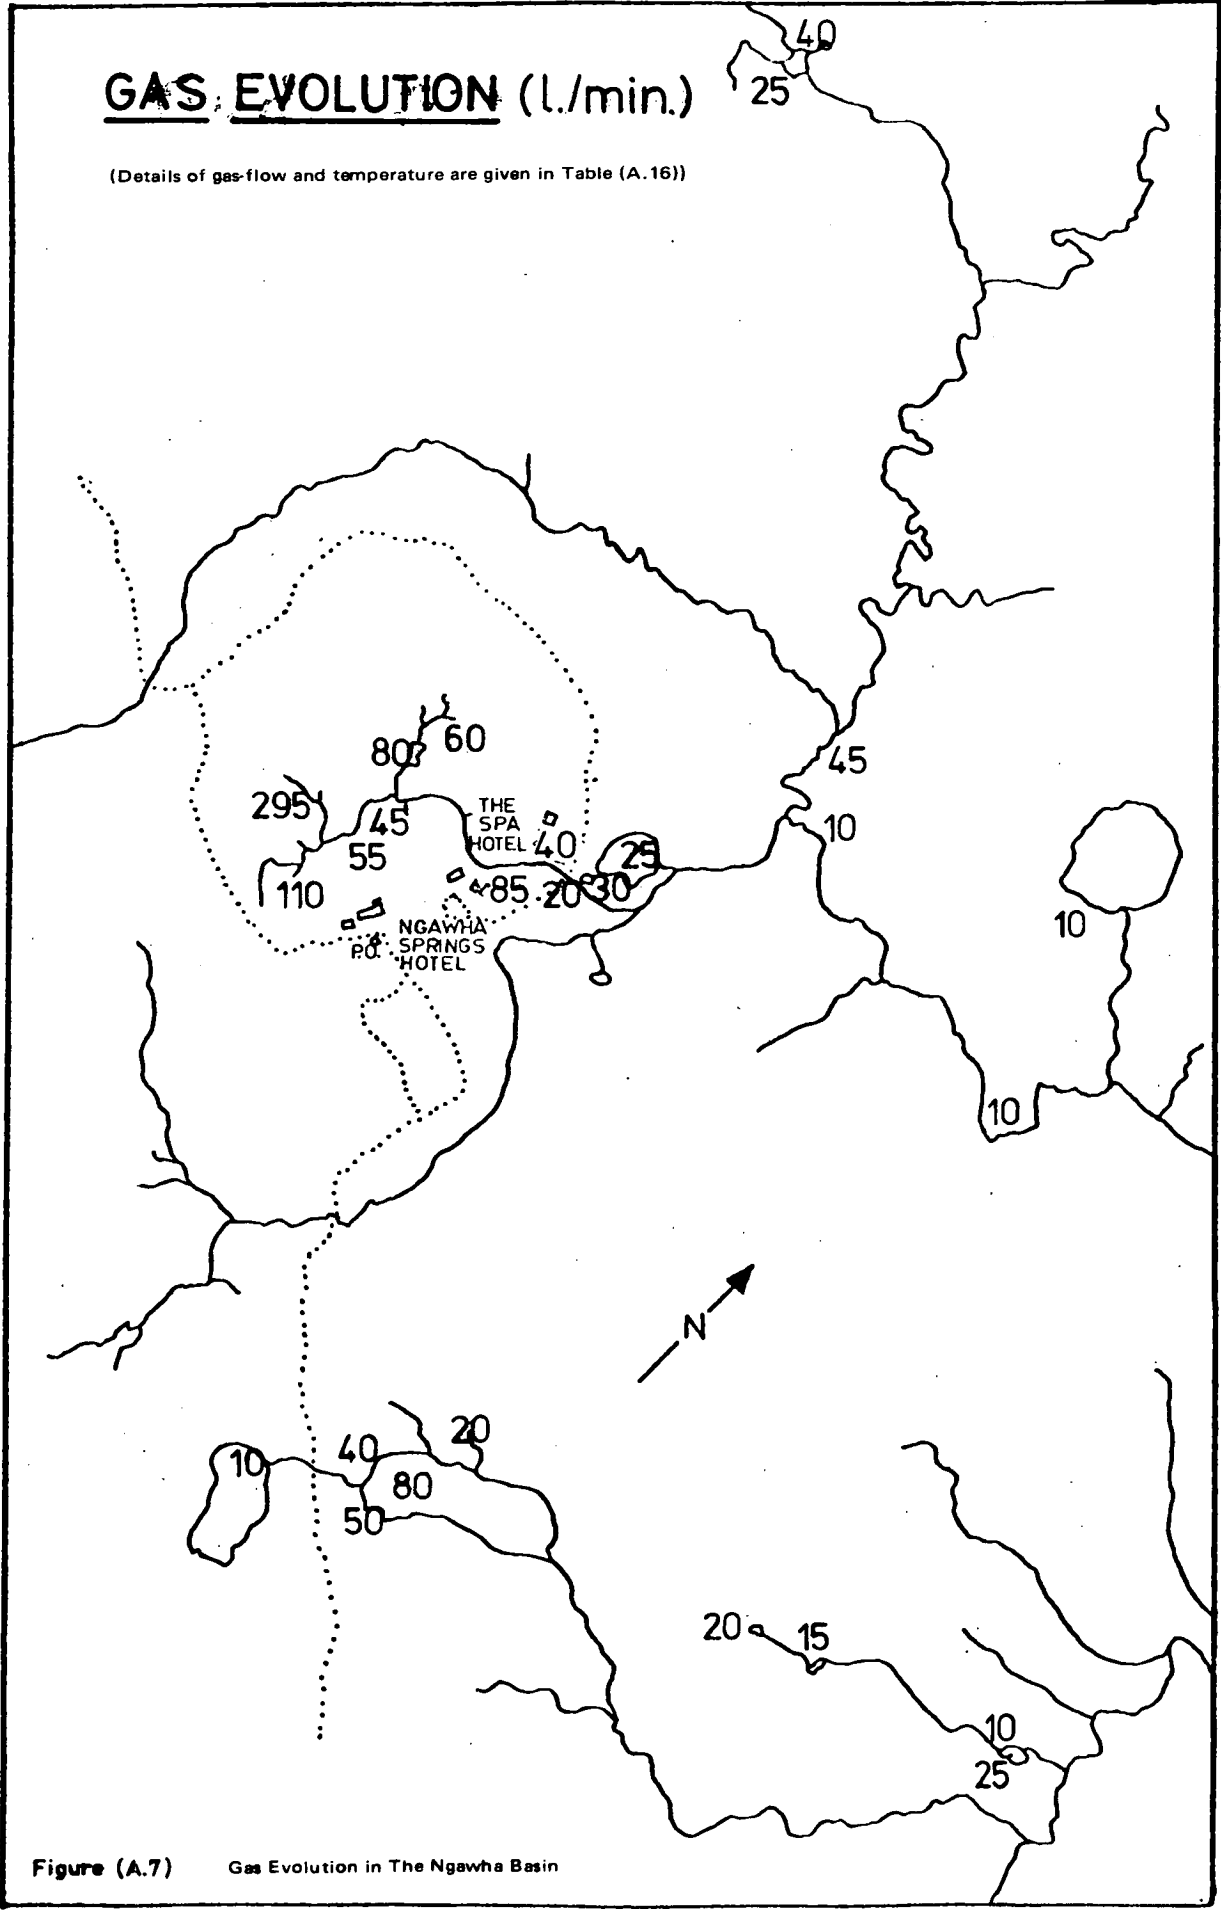 GAS EVOLUTION (l./min.)
(Details of gas-flow and temperature are given in Table (A.16))
40
25
60
80
45
295
45
THE
SPA
HOTEL
40
10
55
25
110
85
20
30
NGAWHA
SPRINGS
HOTEL
P.O.
10
10
N
20
40
10
80
50
20
15
10
25
Figure (A.7) Gas Evolution in The Ngawha Basin